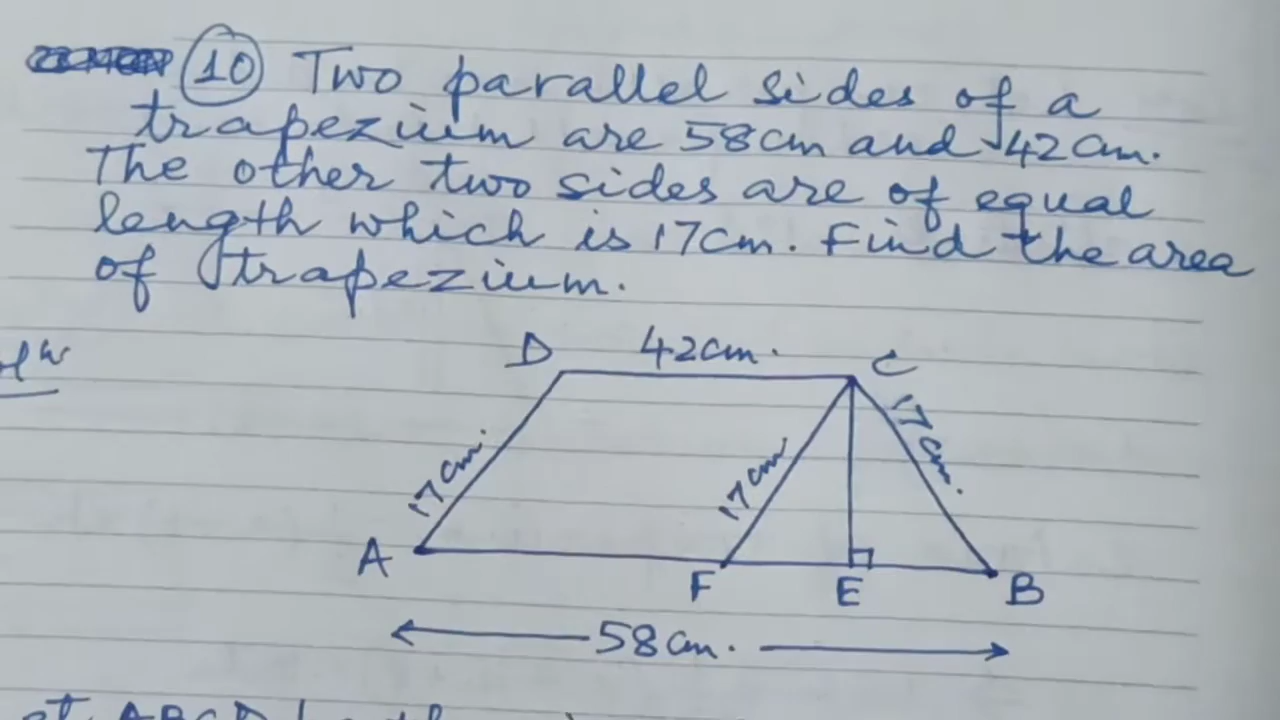 10 Two parallel sides of a
trapezium are 58cm and 42cm.
The other two sides are of equal
length which is 17cm. Find the area
of trapezium.
D 42cm. C
17cm. 17cm 17cm.
A F E B
58cm.